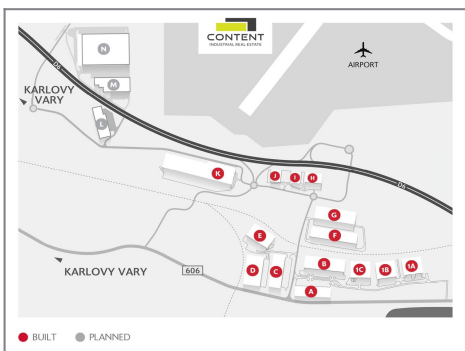 CONTENT
INDUSTRIAL REAL ESTATE
AIRPORT
N
M
L
D6
KARLOVY
VARY
K
J
I
H
D6
G
F
E
D
C
B
A
1C
1B
1A
KARLOVY VARY
606
BUILT
PLANNED